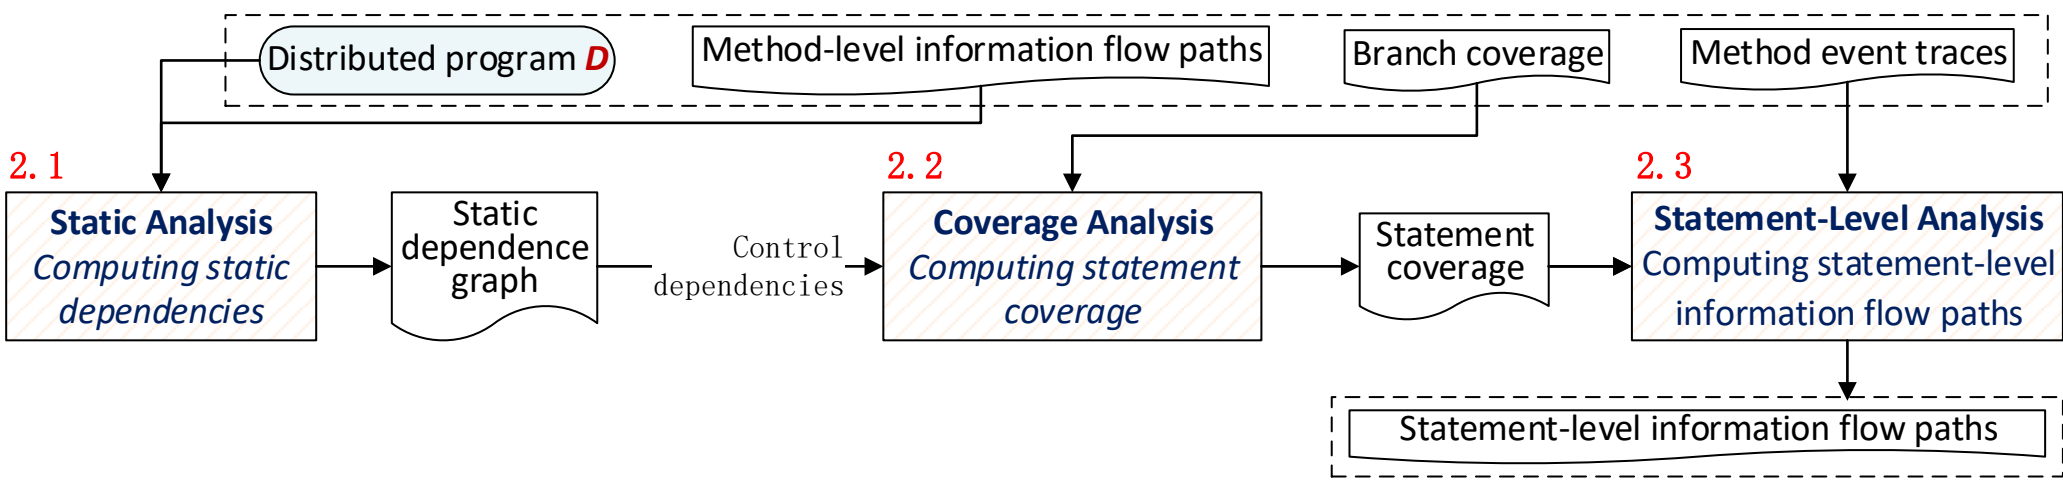 Distributed program D
Method-level information flow paths
Branch coverage
Method event traces
2.1
2.2
2.3
Static Analysis
Computing static
dependencies
Static
dependence
graph
Control
dependencies
Coverage Analysis
Computing statement
coverage
Statement
coverage
Statement-Level Analysis
Computing statement-level
information flow paths
Statement-level information flow paths